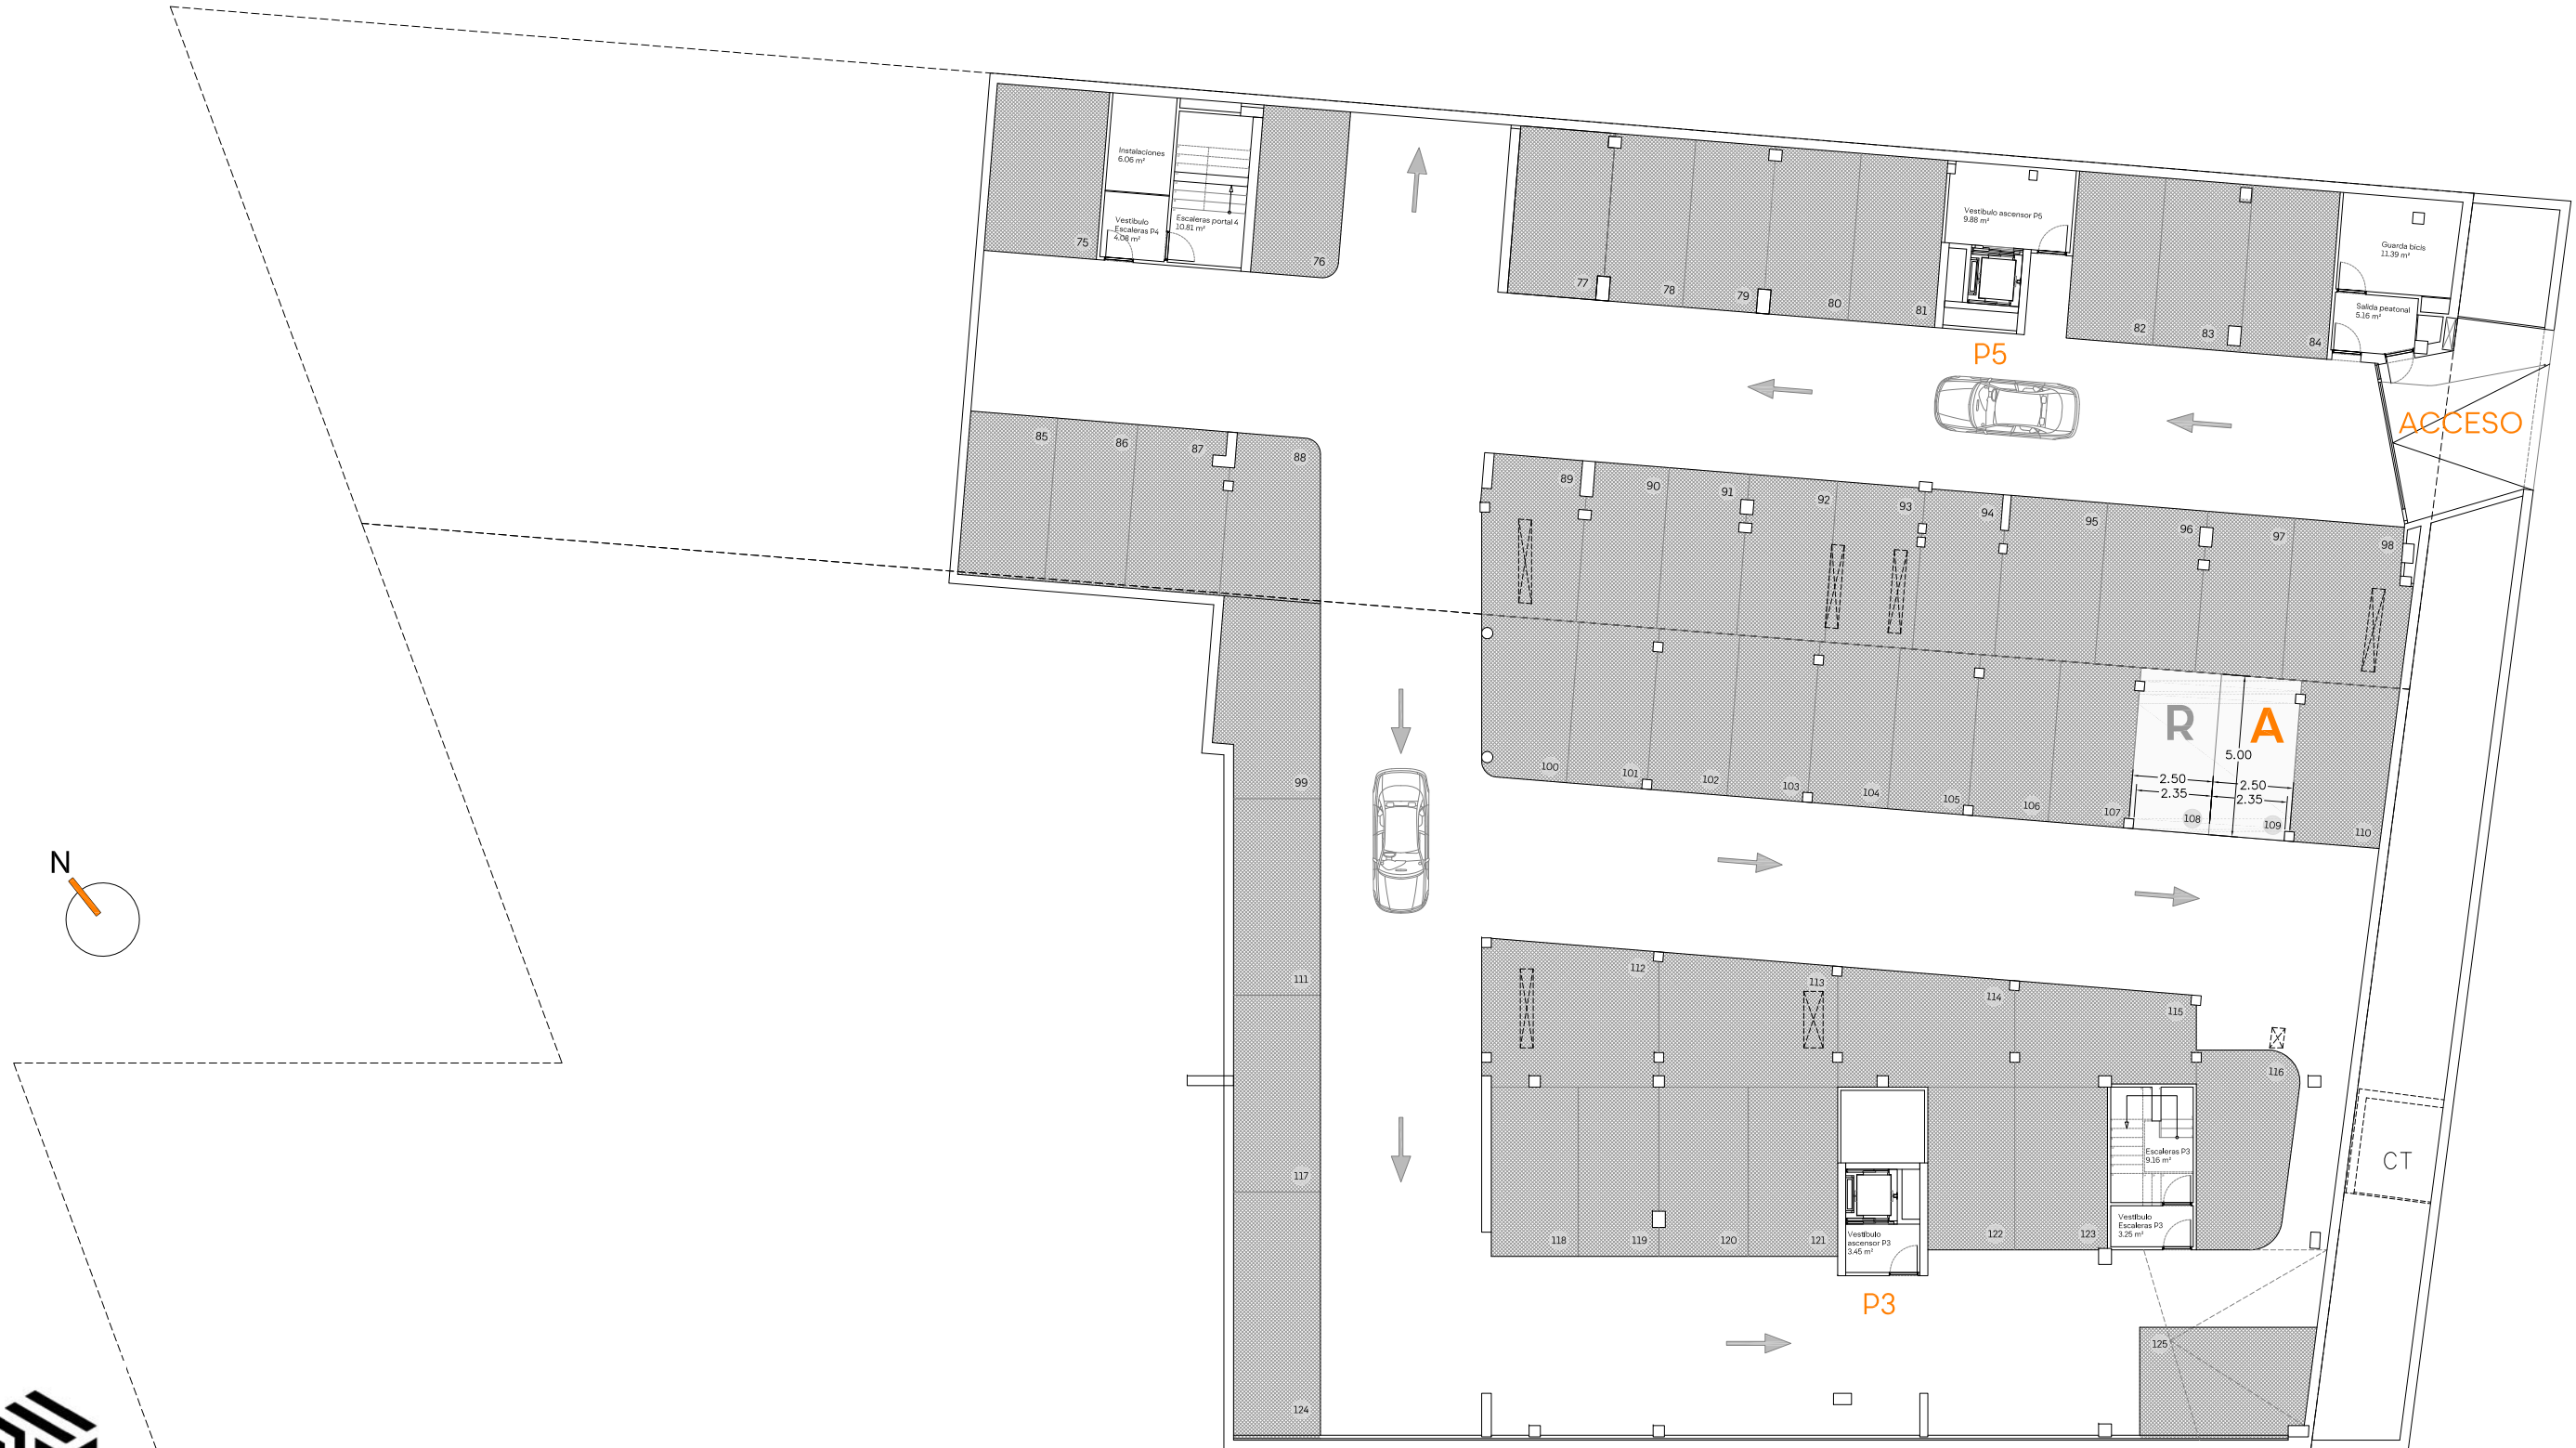 Instalaciones
6.06 m²
Vestíbulo
Escaleras P4
4.08 m²
Escaleras portal 4
10.81 m²
75
76
77
78
79
80
81
Vestíbulo ascensor P5
9.88 m²
82
83
84
Guarda bicis
11.39 m²
Salida peatonal
5.16 m²
P5
ACCESO
85
86
87
88
89
90
91
92
93
94
95
96
97
98
R
A
5.00
2.50
2.50
2.35
2.35
99
100
101
102
103
104
105
106
107
108
109
110
N
111
112
113
114
115
116
117
118
119
120
121
122
123
Escaleras P3
9.16 m²
Vestíbulo
Escaleras P3
3.25 m²
Vestíbulo
ascensor P3
3.45 m²
CT
P3
124
125